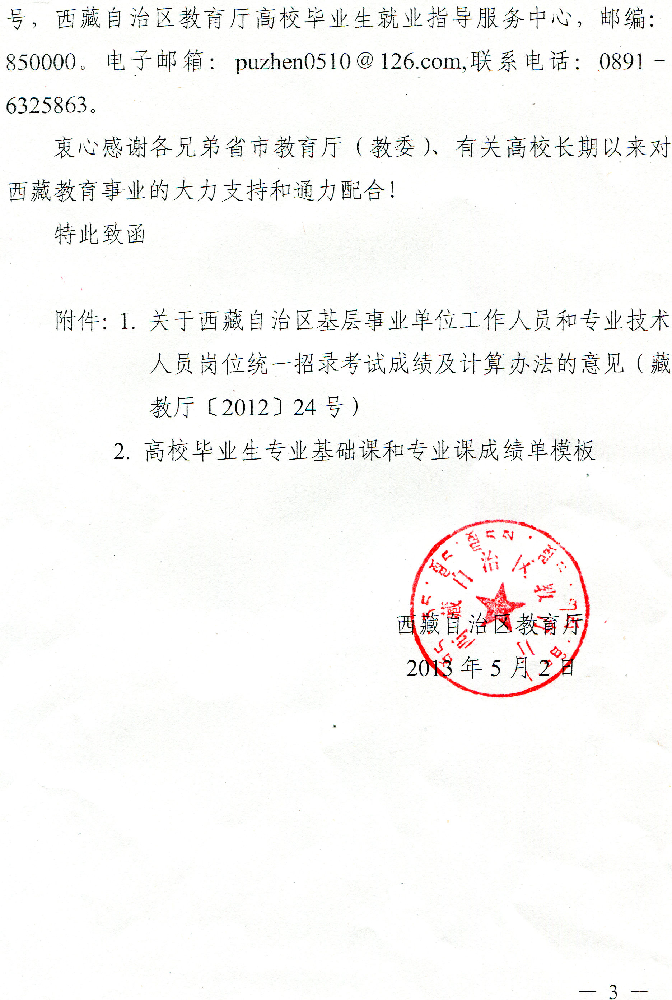 号，西藏自治区教育厅高校毕业生就业指导服务中心，邮编：
850000。电子邮箱：puzhen0510@126.com,联系电话：0891－
6325863。
衷心感谢各兄弟省市教育厅（教委）、有关高校长期以来对
西藏教育事业的大力支持和通力配合！
特此致函
附件：1. 关于西藏自治区基层事业单位工作人员和专业技术
人员岗位统一招录考试成绩及计算办法的意见（藏
教厅〔2012〕24号）
2. 高校毕业生专业基础课和专业课成绩单模板
西藏自治区教育厅
西藏自治区教育厅
2013年5月2日
— 3 —